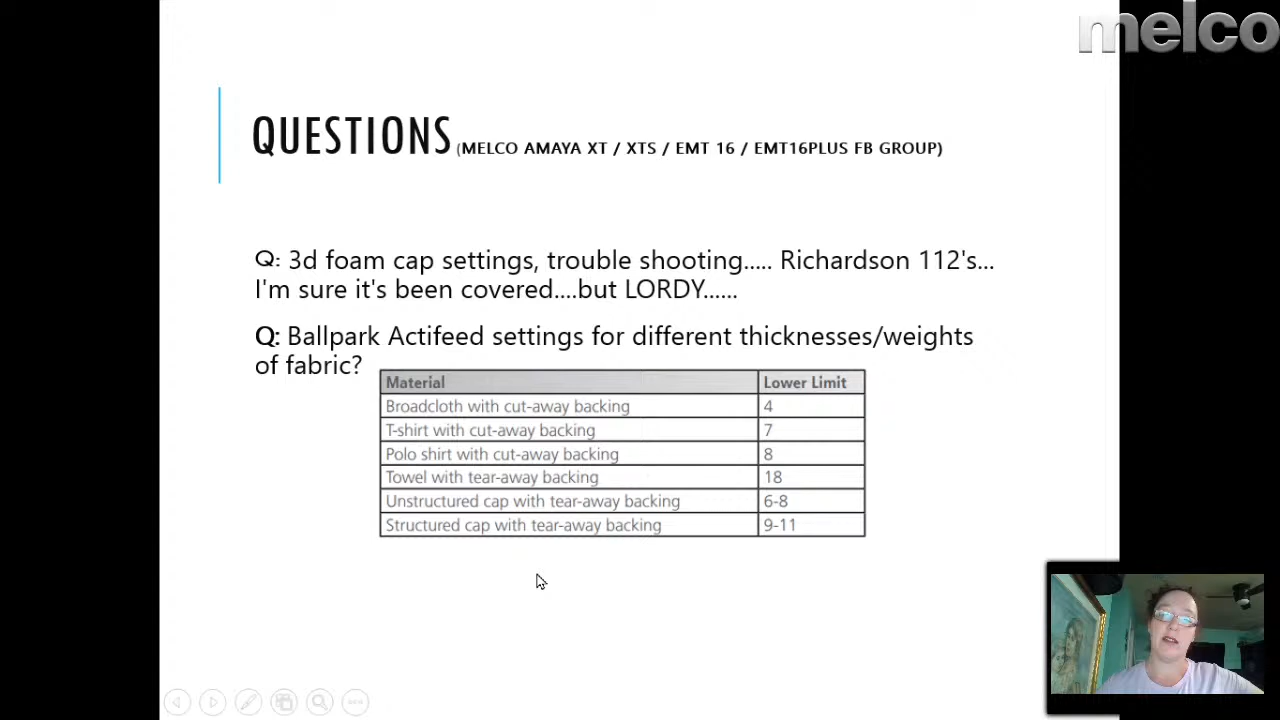 melco
QUESTIONS (MELCO AMAYA XT / XTS / EMT 16 / EMT16PLUS FB GROUP)
Q: 3d foam cap settings, trouble shooting..... Richardson 112's...
I'm sure it's been covered....but LORDY......
Q: Ballpark Actifeed settings for different thicknesses/weights
of fabric?
Material Lower Limit
Broadcloth with cut-away backing 4
T-shirt with cut-away backing 7
Polo shirt with cut-away backing 8
Towel with tear-away backing 18
Unstructured cap with tear-away backing 6-8
Structured cap with tear-away backing 9-11